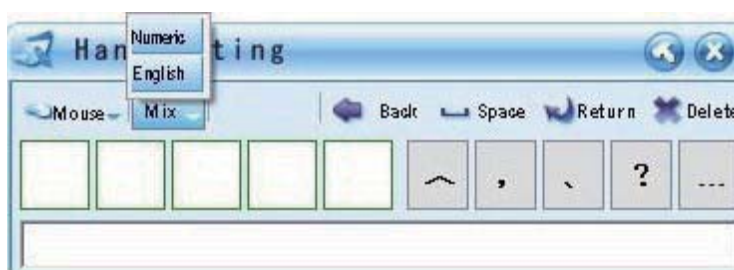 Numeric
English
Han ting
Mouse Mix Back Space Return Delete
︿ , 、 ? ...